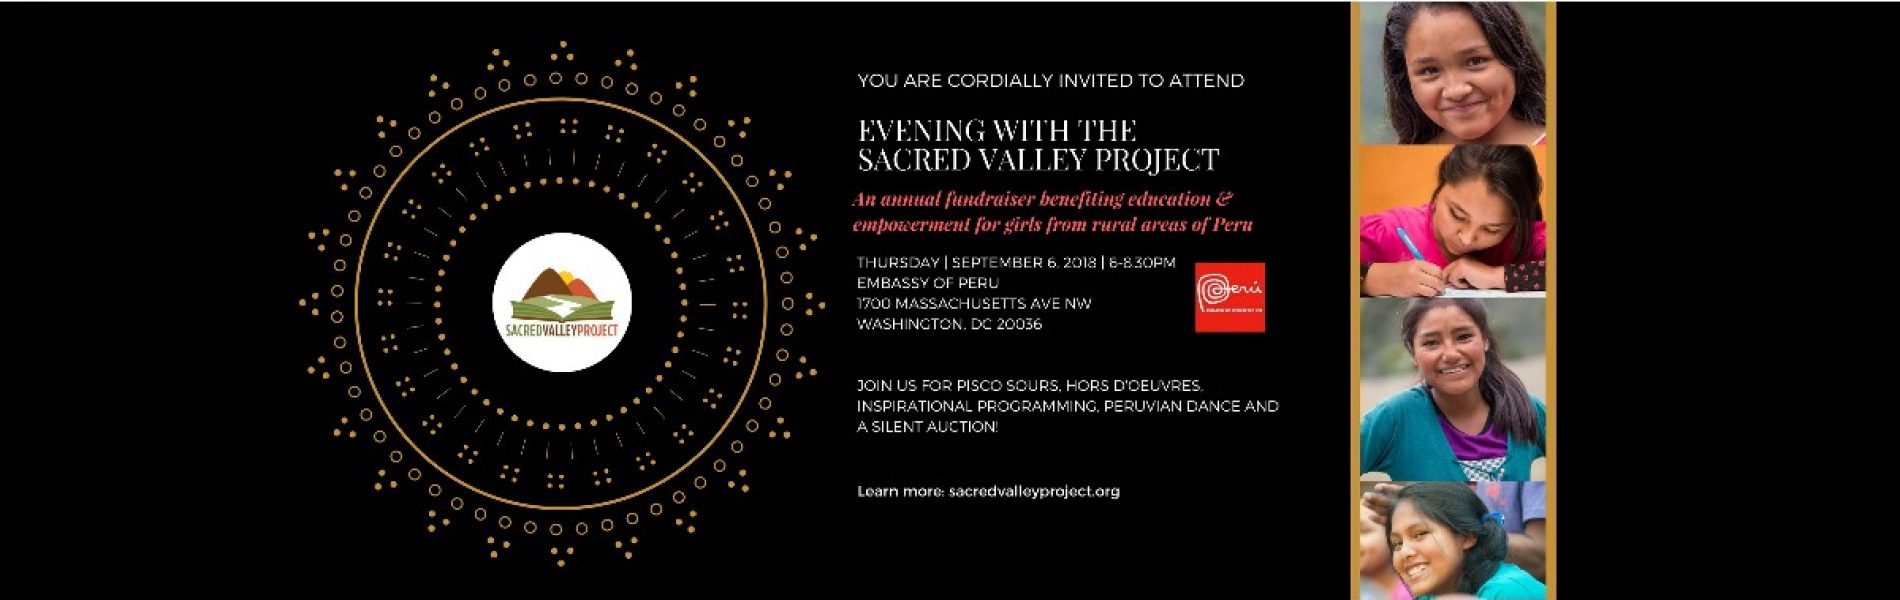 YOU ARE CORDIALLY INVITED TO ATTEND
EVENING WITH THE
SACRED VALLEY PROJECT
An annual fundraiser benefiting education &
empowerment for girls from rural areas of Peru
THURSDAY | SEPTEMBER 6, 2018 | 6-8:30PM
EMBASSY OF PERU
1700 MASSACHUSETTS AVE NW
WASHINGTON, DC 20036
Perú
JOIN US FOR PISCO SOURS, HORS D'OEUVRES,
INSPIRATIONAL PROGRAMMING, PERUVIAN DANCE AND
A SILENT AUCTION!
Learn more: sacredvalleyproject.org
SACREDVALLEYPROJECT